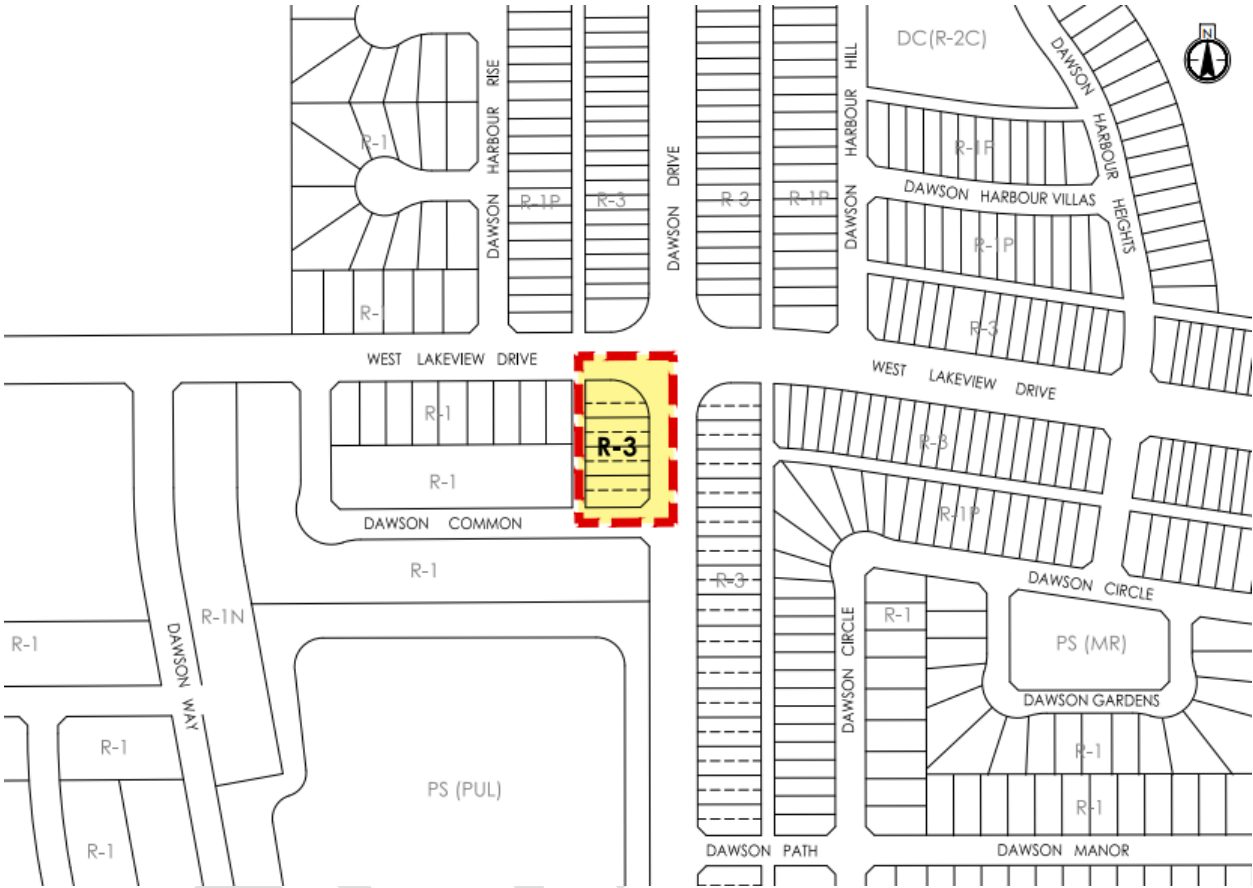 DC(R-2C)
N
DAWSON HARBOUR HEIGHTS
DAWSON HARBOUR RISE
DAWSON DRIVE
DAWSON HARBOUR HILL
R-1
R-1F
DAWSON HARBOUR VILLAS
R-1P
R-3
R-3
R-1P
R-1P
R-3
WEST LAKEVIEW DRIVE
WEST LAKEVIEW DRIVE
R-1
R-3
R-3
R-1
R-1P
DAWSON COMMON
R-1
R-3
DAWSON CIRCLE
R-1N
R-1
DAWSON WAY
R-1
DAWSON CIRCLE
PS (MR)
DAWSON GARDENS
R-1
R-1
PS (PUL)
R-1
R-1
DAWSON PATH
DAWSON MANOR